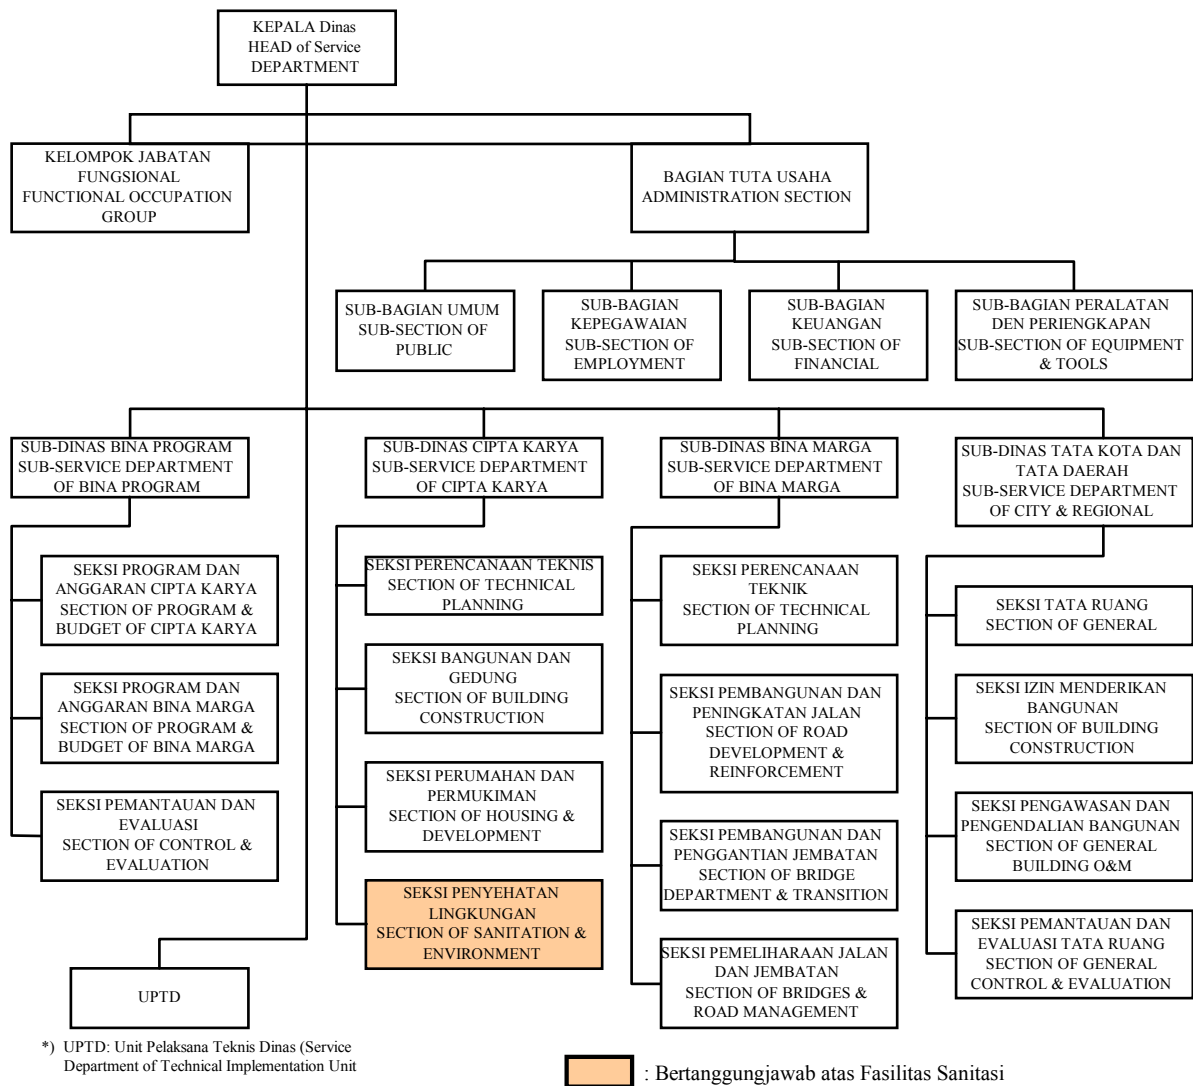 KEPALA Dinas
HEAD of Service
DEPARTMENT
KELOMPOK JABATAN
FUNGSIONAL
FUNCTIONAL OCCUPATION
GROUP
BAGIAN TUTA USAHA
ADMINISTRATION SECTION
SUB-BAGIAN UMUM
SUB-SECTION OF
PUBLIC
SUB-BAGIAN
KEPEGAWAIAN
SUB-SECTION OF
EMPLOYMENT
SUB-BAGIAN
KEUANGAN
SUB-SECTION OF
FINANCIAL
SUB-BAGIAN PERALATAN
DEN PERIENGKAPAN
SUB-SECTION OF EQUIPMENT
& TOOLS
SUB-DINAS BINA PROGRAM
SUB-SERVICE DEPARTMENT
OF BINA PROGRAM
SUB-DINAS CIPTA KARYA
SUB-SERVICE DEPARTMENT
OF CIPTA KARYA
SUB-DINAS BINA MARGA
SUB-SERVICE DEPARTMENT
OF BINA MARGA
SUB-DINAS TATA KOTA DAN
TATA DAERAH
SUB-SERVICE DEPARTMENT
OF CITY & REGIONAL
SEKSI PROGRAM DAN
ANGGARAN CIPTA KARYA
SECTION OF PROGRAM &
BUDGET OF CIPTA KARYA
SEKSI PROGRAM DAN
ANGGARAN BINA MARGA
SECTION OF PROGRAM &
BUDGET OF BINA MARGA
SEKSI PEMANTAUAN DAN
EVALUASI
SECTION OF CONTROL &
EVALUATION
SEKSI PERENCANAAN TEKNIS
SECTION OF TECHNICAL
PLANNING
SEKSI BANGUNAN DAN
GEDUNG
SECTION OF BUILDING
CONSTRUCTION
SEKSI PERUMAHAN DAN
PERMUKIMAN
SECTION OF HOUSING &
DEVELOPMENT
SEKSI PENYEHATAN
LINGKUNGAN
SECTION OF SANITATION &
ENVIRONMENT
SEKSI PERENCANAAN
TEKNIK
SECTION OF TECHNICAL
PLANNING
SEKSI PEMBANGUNAN DAN
PENINGKATAN JALAN
SECTION OF ROAD
DEVELOPMENT &
REINFORCEMENT
SEKSI PEMBANGUNAN DAN
PENGGANTIAN JEMBATAN
SECTION OF BRIDGE
DEPARTMENT & TRANSITION
SEKSI PEMELIHARAAN JALAN
DAN JEMBATAN
SECTION OF BRIDGES &
ROAD MANAGEMENT
SEKSI TATA RUANG
SECTION OF GENERAL
SEKSI IZIN MENDERIKAN
BANGUNAN
SECTION OF BUILDING
CONSTRUCTION
SEKSI PENGAWASAN DAN
PENGENDALIAN BANGUNAN
SECTION OF GENERAL
BUILDING O&M
SEKSI PEMANTAUAN DAN
EVALUASI TATA RUANG
SECTION OF GENERAL
CONTROL & EVALUATION
UPTD
*) UPTD: Unit Pelaksana Teknis Dinas (Service
Department of Technical Implementation Unit
: Bertanggungjawab atas Fasilitas Sanitasi